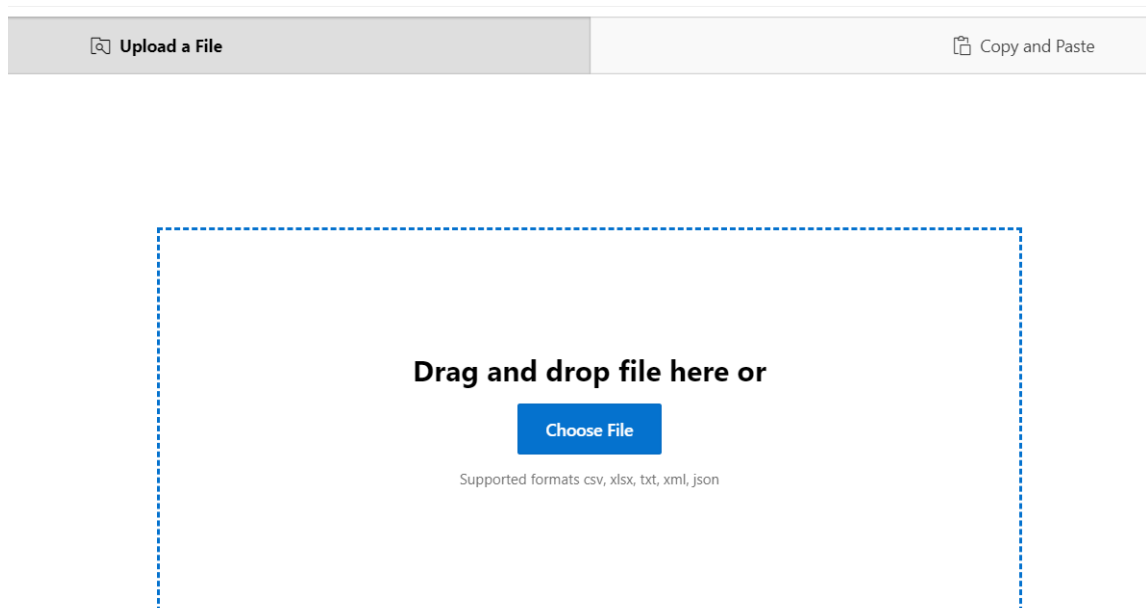 Upload a File
Copy and Paste
Drag and drop file here or
Choose File
Supported formats csv, xlsx, txt, xml, json